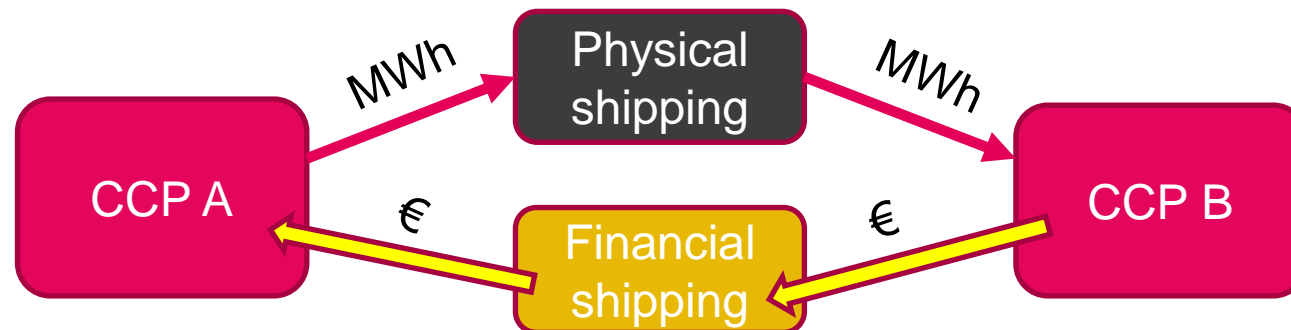 MWh
Physical
shipping
MWh
CCP A
CCP B
€
Financial
shipping
€